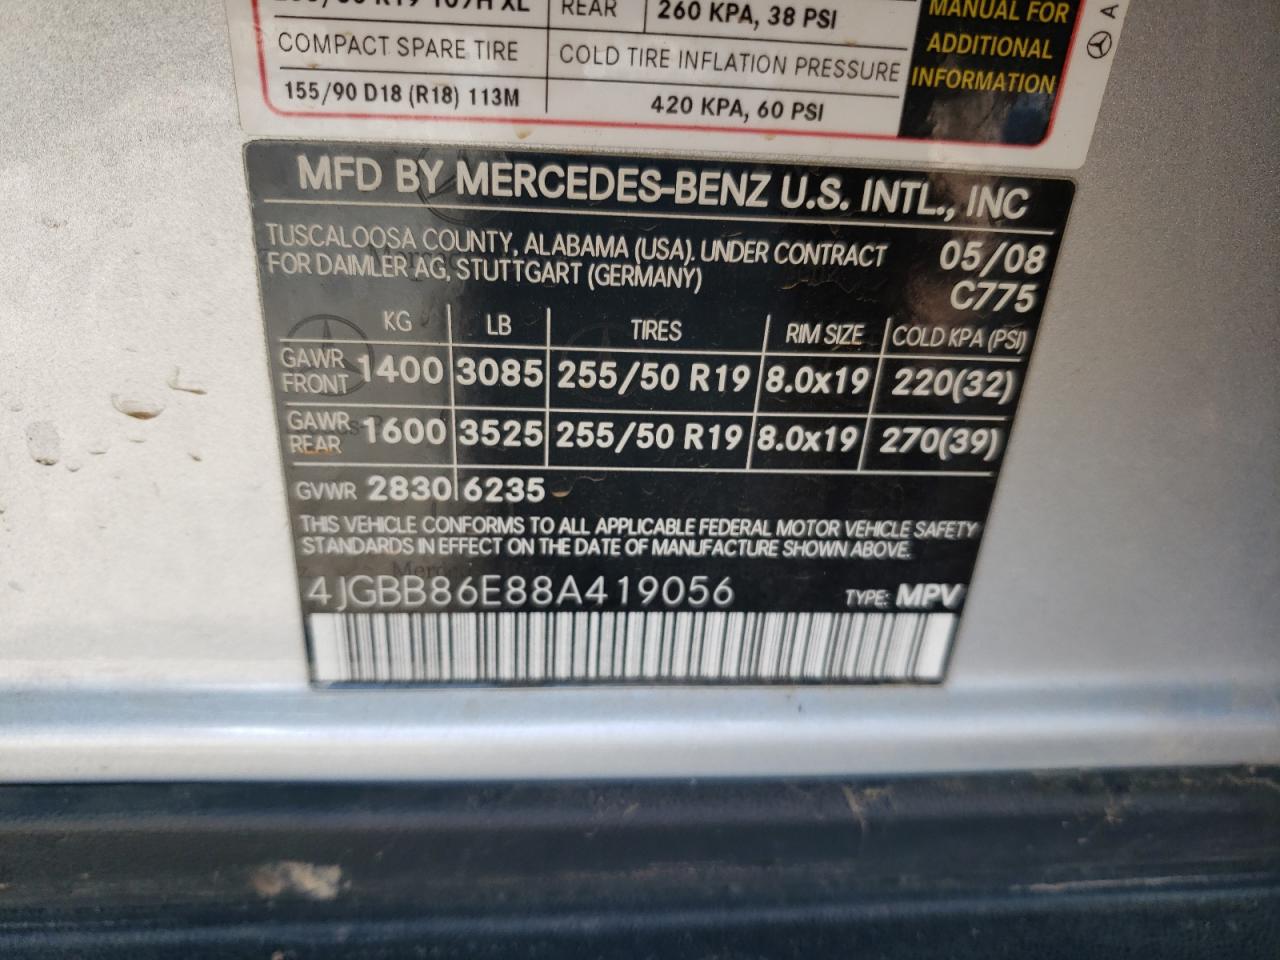 R19 109H XL REAR 260 KPA, 38 PSI
COMPACT SPARE TIRE COLD TIRE INFLATION PRESSURE
155/90 D18 (R18) 113M 420 KPA, 60 PSI
MANUAL FOR
ADDITIONAL
INFORMATION
A
MFD BY MERCEDES-BENZ U.S. INTL., INC
TUSCALOOSA COUNTY, ALABAMA (USA). UNDER CONTRACT 05/08
FOR DAIMLER AG, STUTTGART (GERMANY) C775
KG LB TIRES RIM SIZE COLD KPA (PSI)
GAWR FRONT 1400 3085 255/50 R19 8.0x19 220(32)
GAWR REAR 1600 3525 255/50 R19 8.0x19 270(39)
GVWR 2830 6235
THIS VEHICLE CONFORMS TO ALL APPLICABLE FEDERAL MOTOR VEHICLE SAFETY
STANDARDS IN EFFECT ON THE DATE OF MANUFACTURE SHOWN ABOVE.
4JGBB86E88A419056 TYPE: MPV